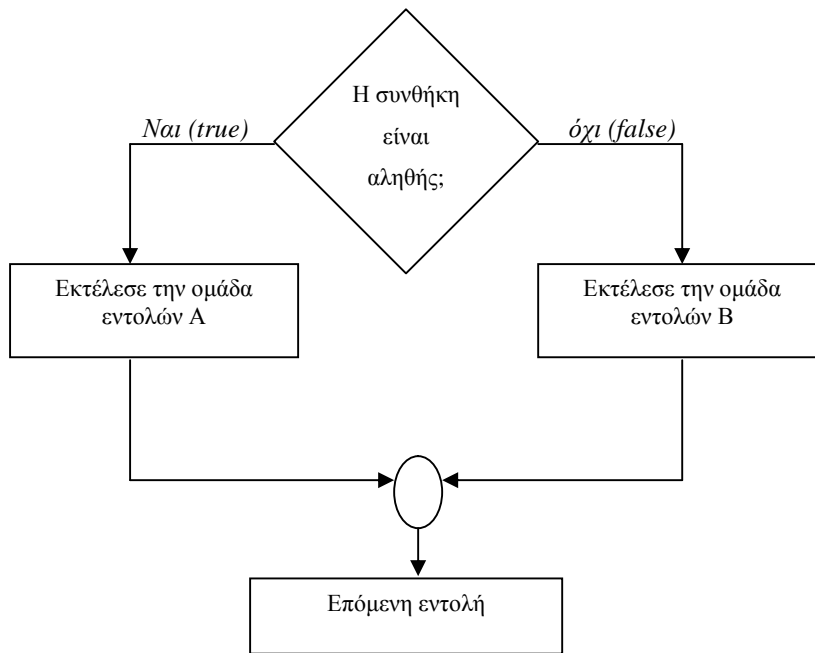 Η συνθήκη
είναι
αληθής;
Ναι (true)
όχι (false)
Εκτέλεσε την ομάδα
εντολών Α
Εκτέλεσε την ομάδα
εντολών Β
Επόμενη εντολή